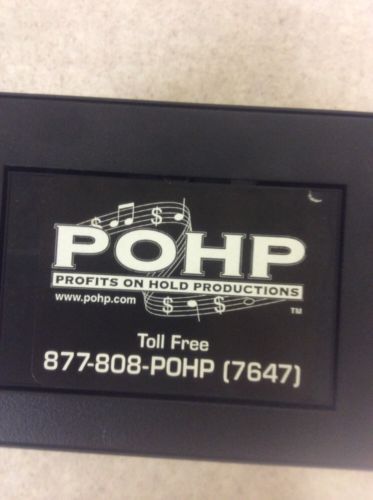 POHP
PROFITS ON HOLD PRODUCTIONS
www.pohp.com
TM
Toll Free
877-808-POHP (7647)